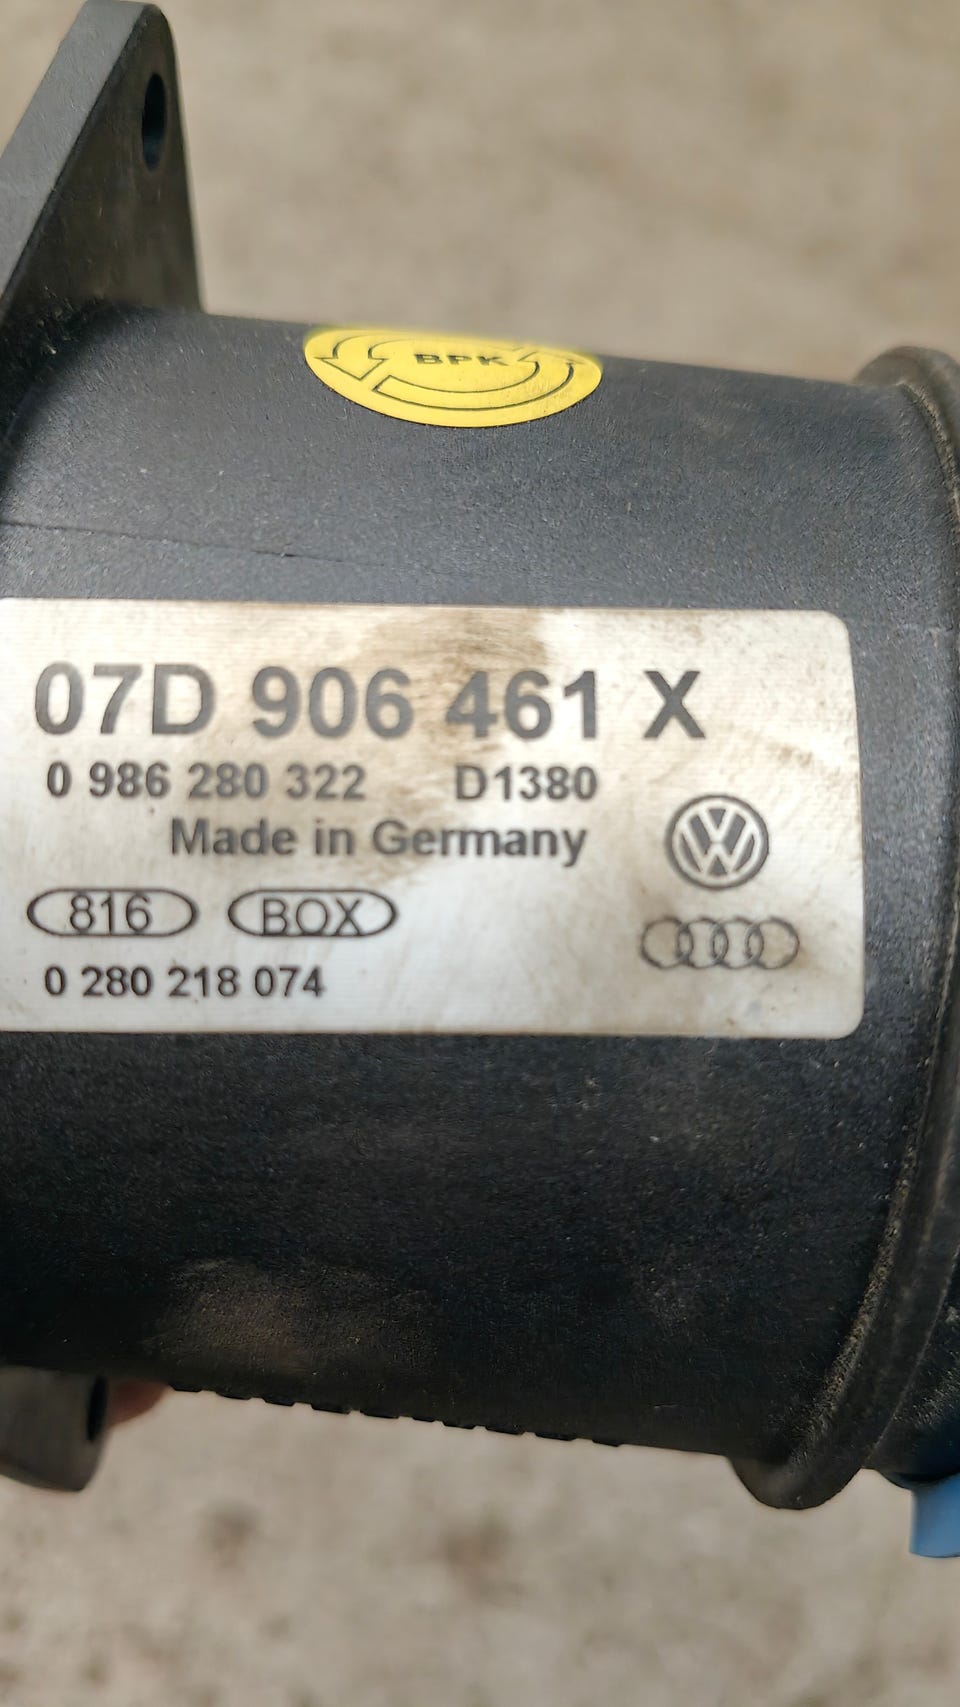 BPK
07D 906 461 X
0 986 280 322 D1380
Made in Germany
816 BOX
0 280 218 074